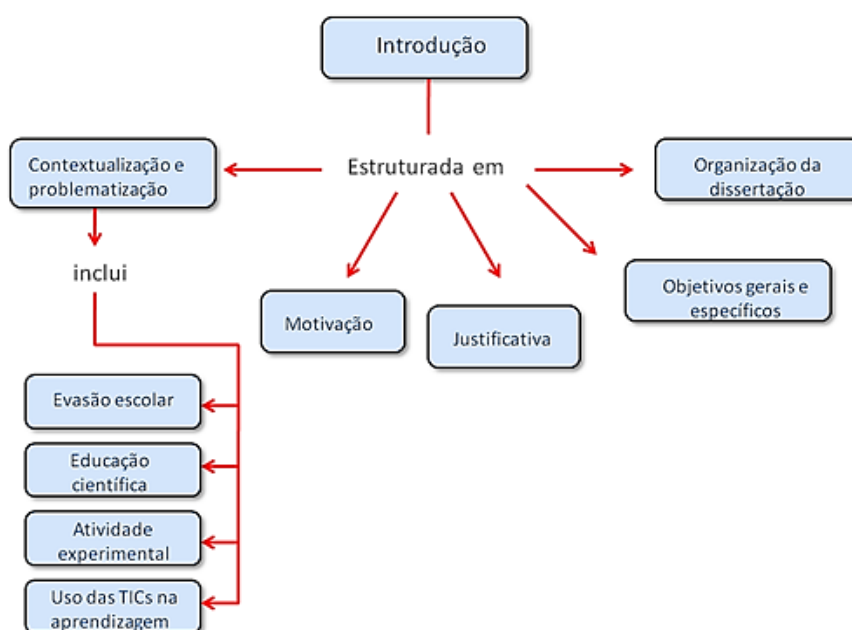 Introdução
Contextualização e
problematização
Estruturada em
Organização da
dissertação
inclui
Motivação
Justificativa
Objetivos gerais e
específicos
Evasão escolar
Educação
científica
Atividade
experimental
Uso das TICs na
aprendizagem